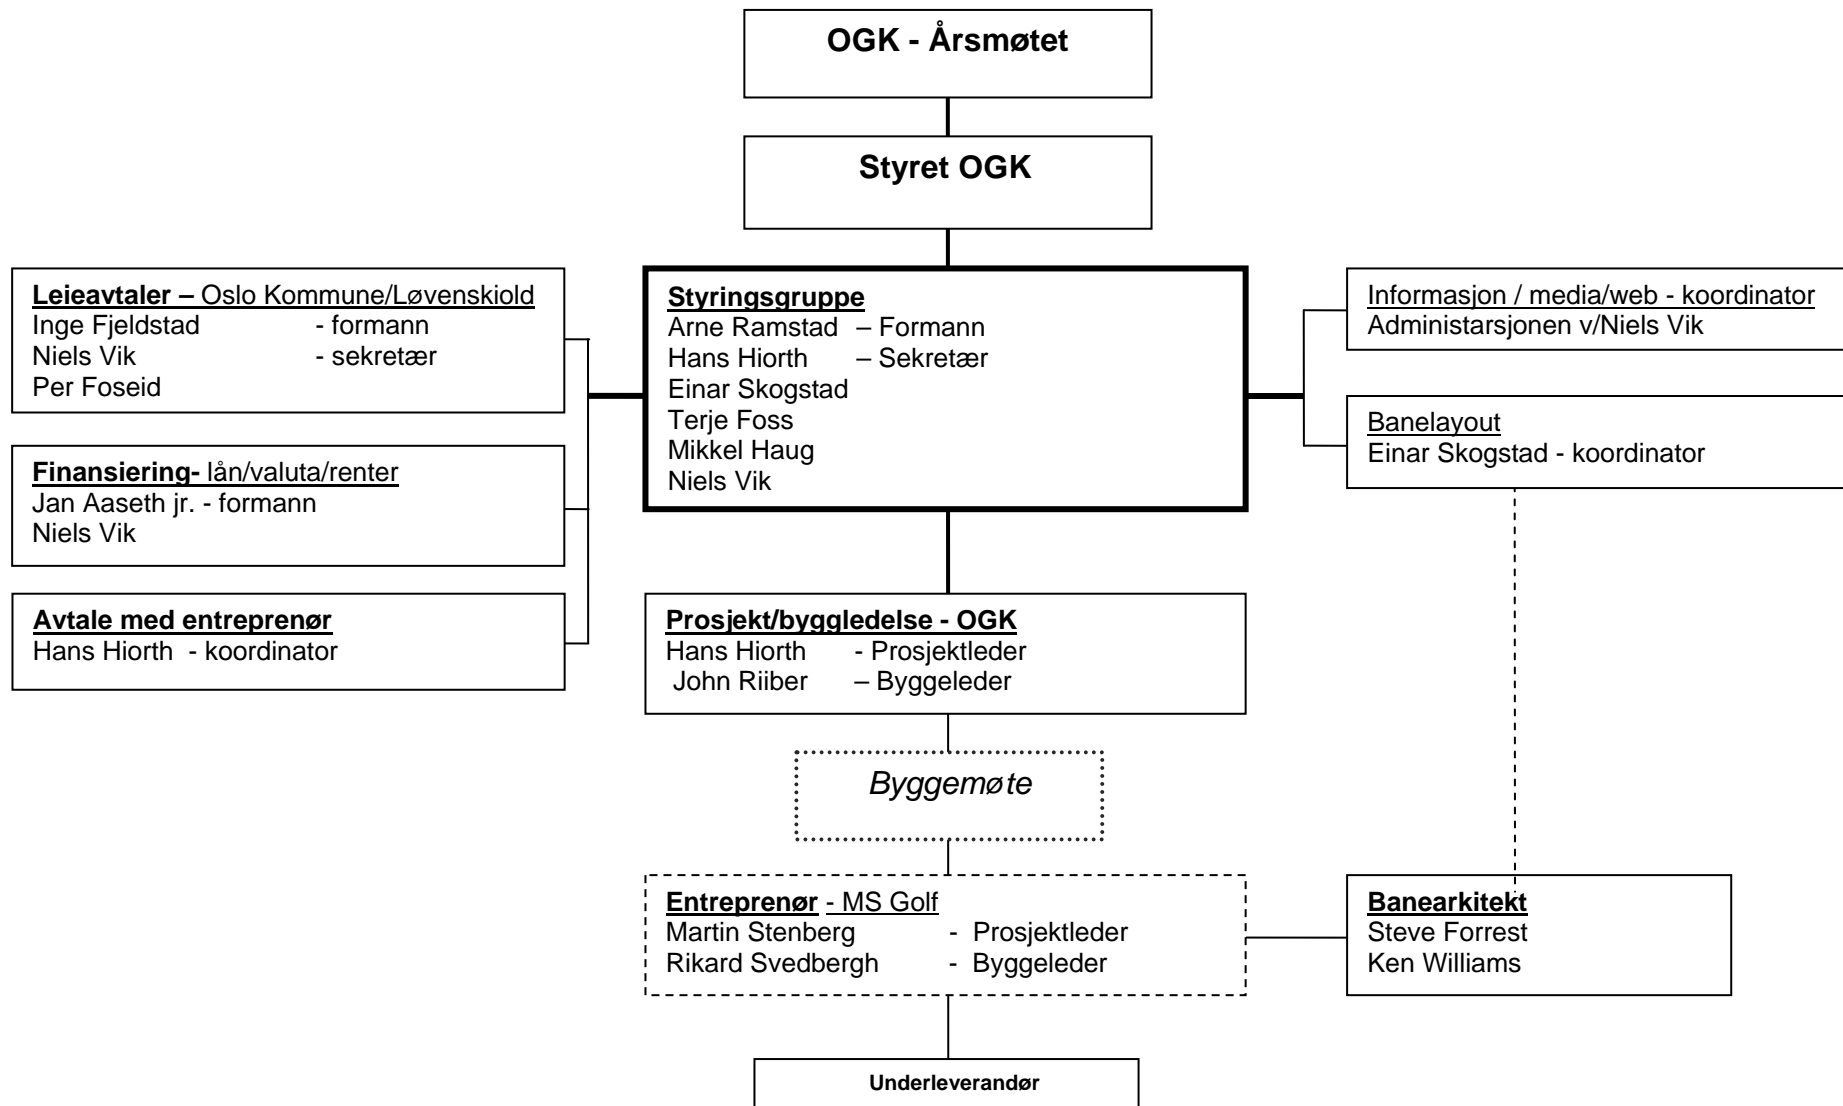 OGK - Årsmøtet
Styret OGK
Leieavtaler – Oslo Kommune/Løvenskiold
Inge Fjeldstad - formann
Niels Vik - sekretær
Per Foseid
Styringsgruppe
Arne Ramstad – Formann
Hans Hiorth – Sekretær
Einar Skogstad
Terje Foss
Mikkel Haug
Niels Vik
Informasjon / media/web - koordinator
Administarsjonen v/Niels Vik
Banelayout
Einar Skogstad - koordinator
Finansiering- lån/valuta/renter
Jan Aaseth jr. - formann
Niels Vik
Avtale med entreprenør
Hans Hiorth - koordinator
Prosjekt/byggledelse - OGK
Hans Hiorth - Prosjektleder
John Riiber – Byggeleder
Byggemøte
Entreprenør - MS Golf
Martin Stenberg - Prosjektleder
Rikard Svedbergh - Byggeleder
Banearkitekt
Steve Forrest
Ken Williams
Underleverandør